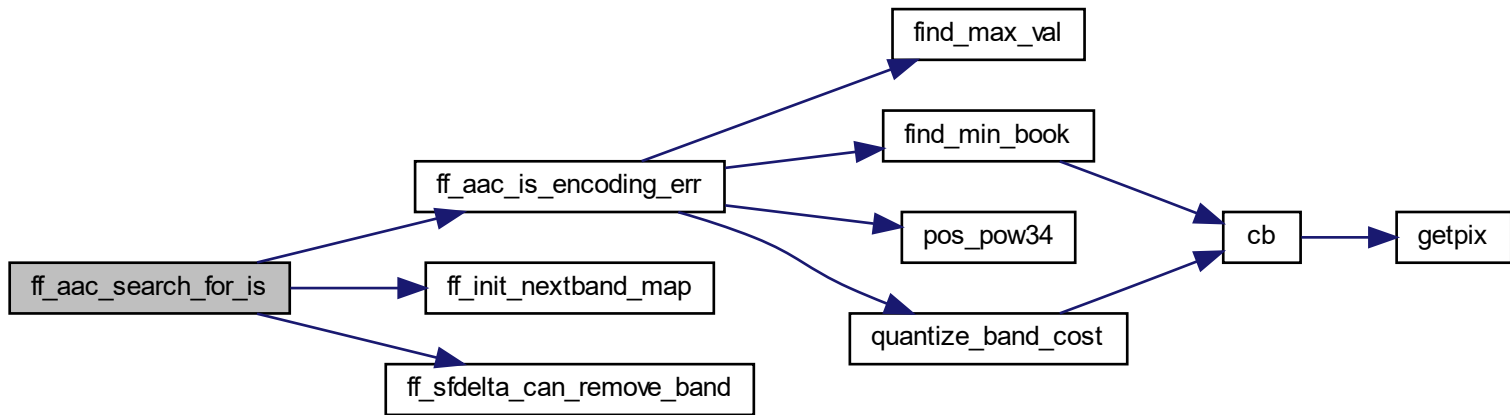 find_max_val
find_min_book
ff_aac_is_encoding_err
pos_pow34
cb
getpix
ff_aac_search_for_is
ff_init_nextband_map
quantize_band_cost
ff_sfdelta_can_remove_band